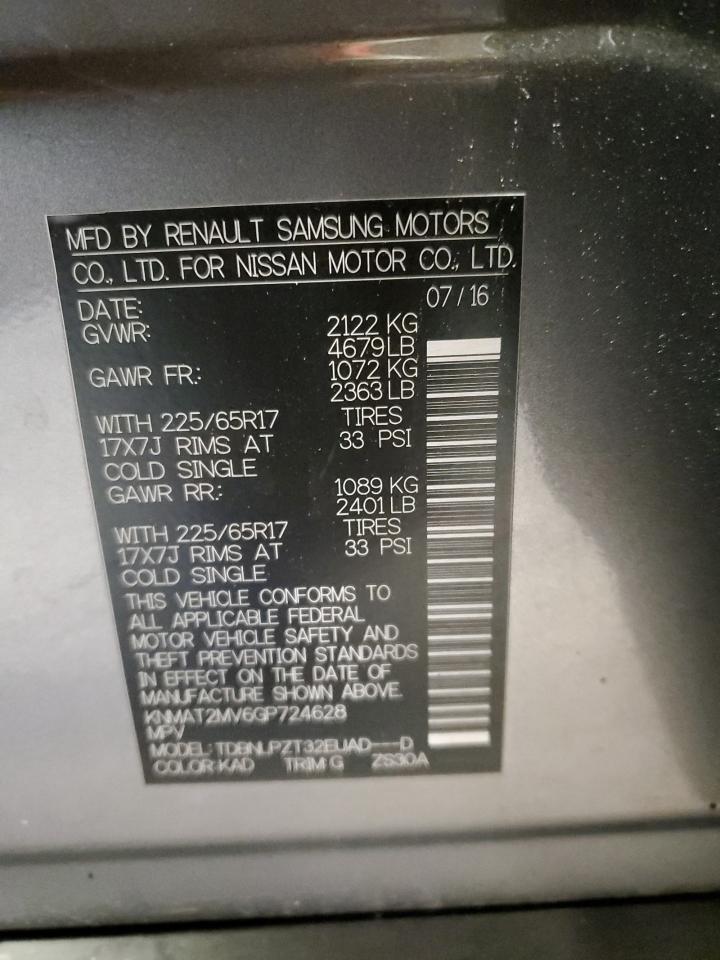 MFD BY RENAULT SAMSUNG MOTORS
CO., LTD. FOR NISSAN MOTOR CO., LTD.
DATE: 07/16
GVWR: 2122 KG
4679 LB
GAWR FR.: 1072 KG
2363 LB
WITH 225/65R17 TIRES
17X7J RIMS AT 33 PSI
COLD SINGLE
GAWR RR.: 1089 KG
2401 LB
WITH 225/65R17 TIRES
17X7J RIMS AT 33 PSI
COLD SINGLE
THIS VEHICLE CONFORMS TO
ALL APPLICABLE FEDERAL
MOTOR VEHICLE SAFETY AND
THEFT PREVENTION STANDARDS
IN EFFECT ON THE DATE OF
MANUFACTURE SHOWN ABOVE.
KNMAT2MV6GP724628
MPV
MODEL: TDBNLPZT32EUAD---D
COLOR:KAD TRIM:G ZS30A